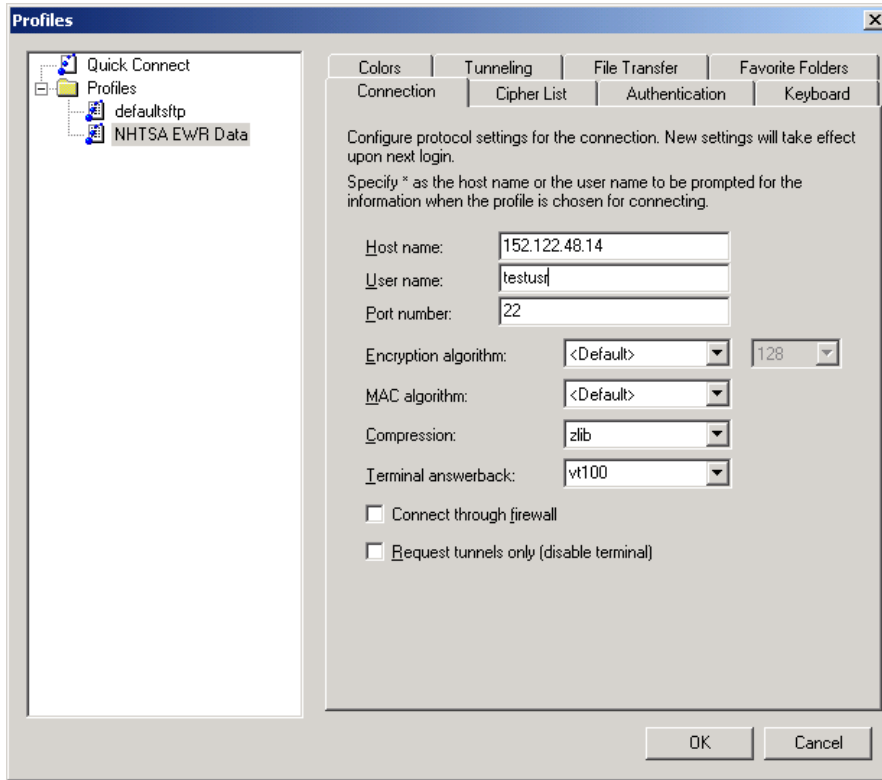 Profiles
Quick Connect
Profiles
defaultsftp
NHTSA EWR Data
Colors Tunneling File Transfer Favorite Folders
Connection Cipher List Authentication Keyboard
Configure protocol settings for the connection. New settings will take effect
upon next login.
Specify * as the host name or the user name to be prompted for the
information when the profile is chosen for connecting.
Host name: 152.122.48.14
User name: testusr
Port number: 22
Encryption algorithm: <Default> 128
MAC algorithm: <Default>
Compression: zlib
Terminal answerback: vt100
Connect through firewall
Request tunnels only (disable terminal)
OK Cancel